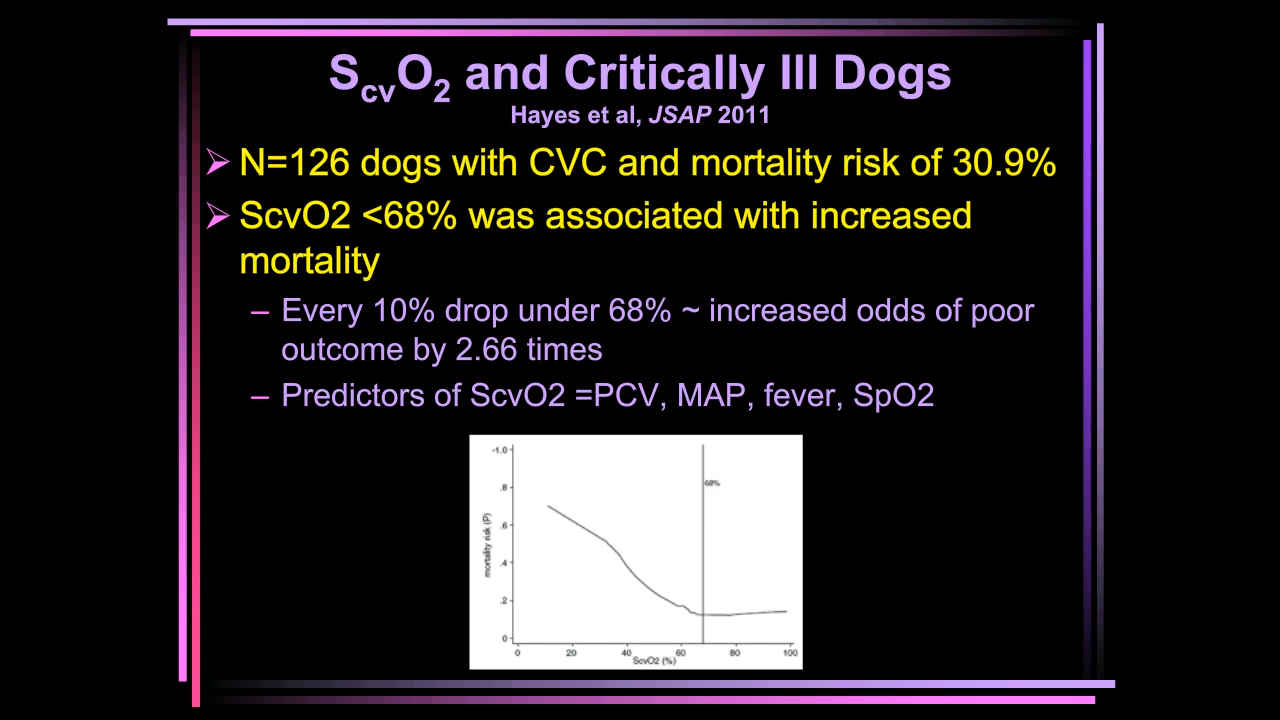 ScvO2 and Critically Ill Dogs
Hayes et al, JSAP 2011
N=126 dogs with CVC and mortality risk of 30.9%
ScvO2 <68% was associated with increased
mortality
– Every 10% drop under 68% ~ increased odds of poor
outcome by 2.66 times
– Predictors of ScvO2 =PCV, MAP, fever, SpO2
-1.0
.8
.6
.4
.2
0
mortality risk (P)
68%
0 20 40 60 80 100
ScvO2 (%)